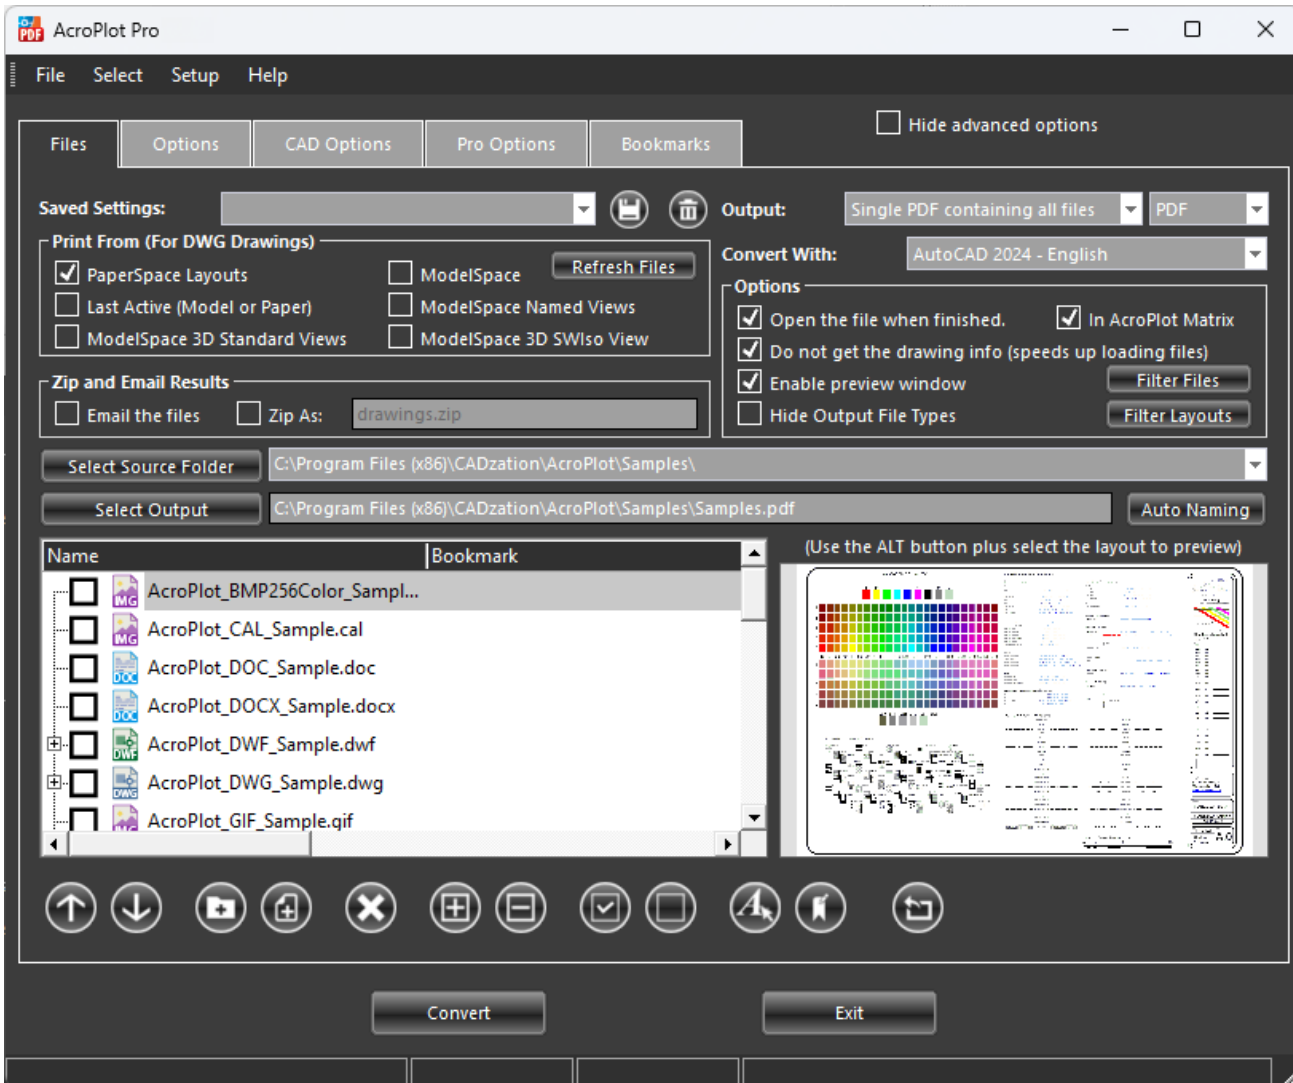 AcroPlot Pro
File Select Setup Help
Hide advanced options
Files Options CAD Options Pro Options Bookmarks
Saved Settings:
Output: Single PDF containing all files PDF
Print From (For DWG Drawings)
PaperSpace Layouts ModelSpace Refresh Files
Last Active (Model or Paper) ModelSpace Named Views
ModelSpace 3D Standard Views ModelSpace 3D SWIso View
Convert With: AutoCAD 2024 - English
Options
Open the file when finished. In AcroPlot Matrix
Do not get the drawing info (speeds up loading files)
Enable preview window Filter Files
Hide Output File Types Filter Layouts
Zip and Email Results
Email the files Zip As: drawings.zip
Select Source Folder C:\Program Files (x86)\CADzation\AcroPlot\Samples\
Select Output C:\Program Files (x86)\CADzation\AcroPlot\Samples\Samples.pdf Auto Naming
Name Bookmark
IMG AcroPlot_BMP256Color_Sampl...
IMG AcroPlot_CAL_Sample.cal
DOC AcroPlot_DOC_Sample.doc
DOC AcroPlot_DOCX_Sample.docx
DWF AcroPlot_DWF_Sample.dwf
DWG AcroPlot_DWG_Sample.dwg
IMG AcroPlot_GIF_Sample.gif
(Use the ALT button plus select the layout to preview)
Convert Exit